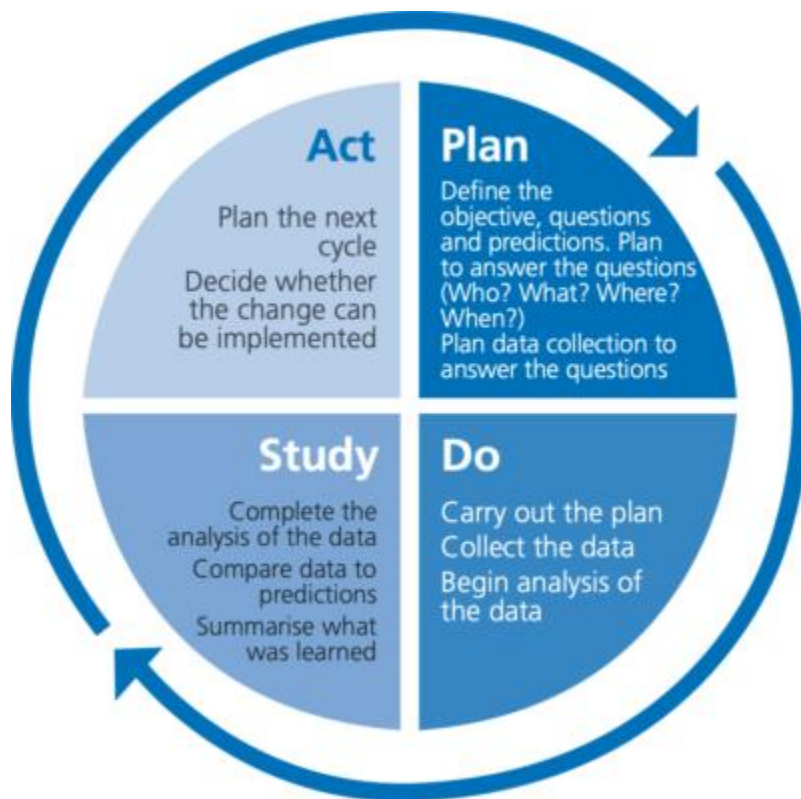 Act
Plan the next
cycle
Decide whether
the change can
be implemented
Plan
Define the
objective, questions
and predictions. Plan
to answer the questions
(Who? What? Where?
When?)
Plan data collection to
answer the questions
Study
Complete the
analysis of the data
Compare data to
predictions
Summarise what
was learned
Do
Carry out the plan
Collect the data
Begin analysis of
the data